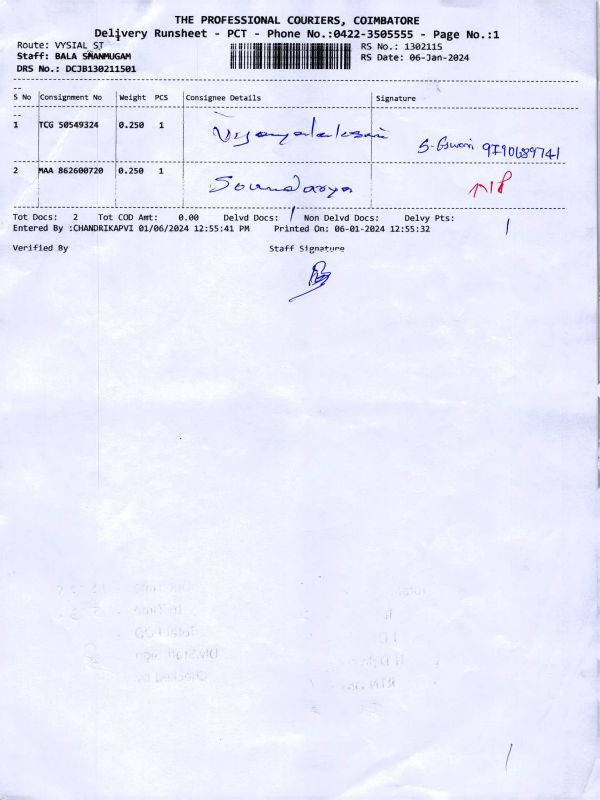 THE PROFESSIONAL COURIERS, COIMBATORE
Delivery Runsheet - PCT - Phone No.:0422-3505555 - Page No.:1
Route: VYSIAL ST
RS No.: 1302115
Staff: BALA SHANMUGAM
RS Date: 06-Jan-2024
DRS No.: DCJB130211501
S No Consignment No Weight PCS Consignee Details Signature
1 TCG 50549324 0.250 1
2 MAA 862600720 0.250 1 Soundarya
Tot Docs: 2 Tot COD Amt: 0.00 Delvd Docs: 1 Non Delvd Docs: 1 Delvy Pts:
Entered By :CHANDRIKAPVI 01/06/2024 12:55:41 PM Printed On: 06-01-2024 12:55:32
Verified By Staff Signature